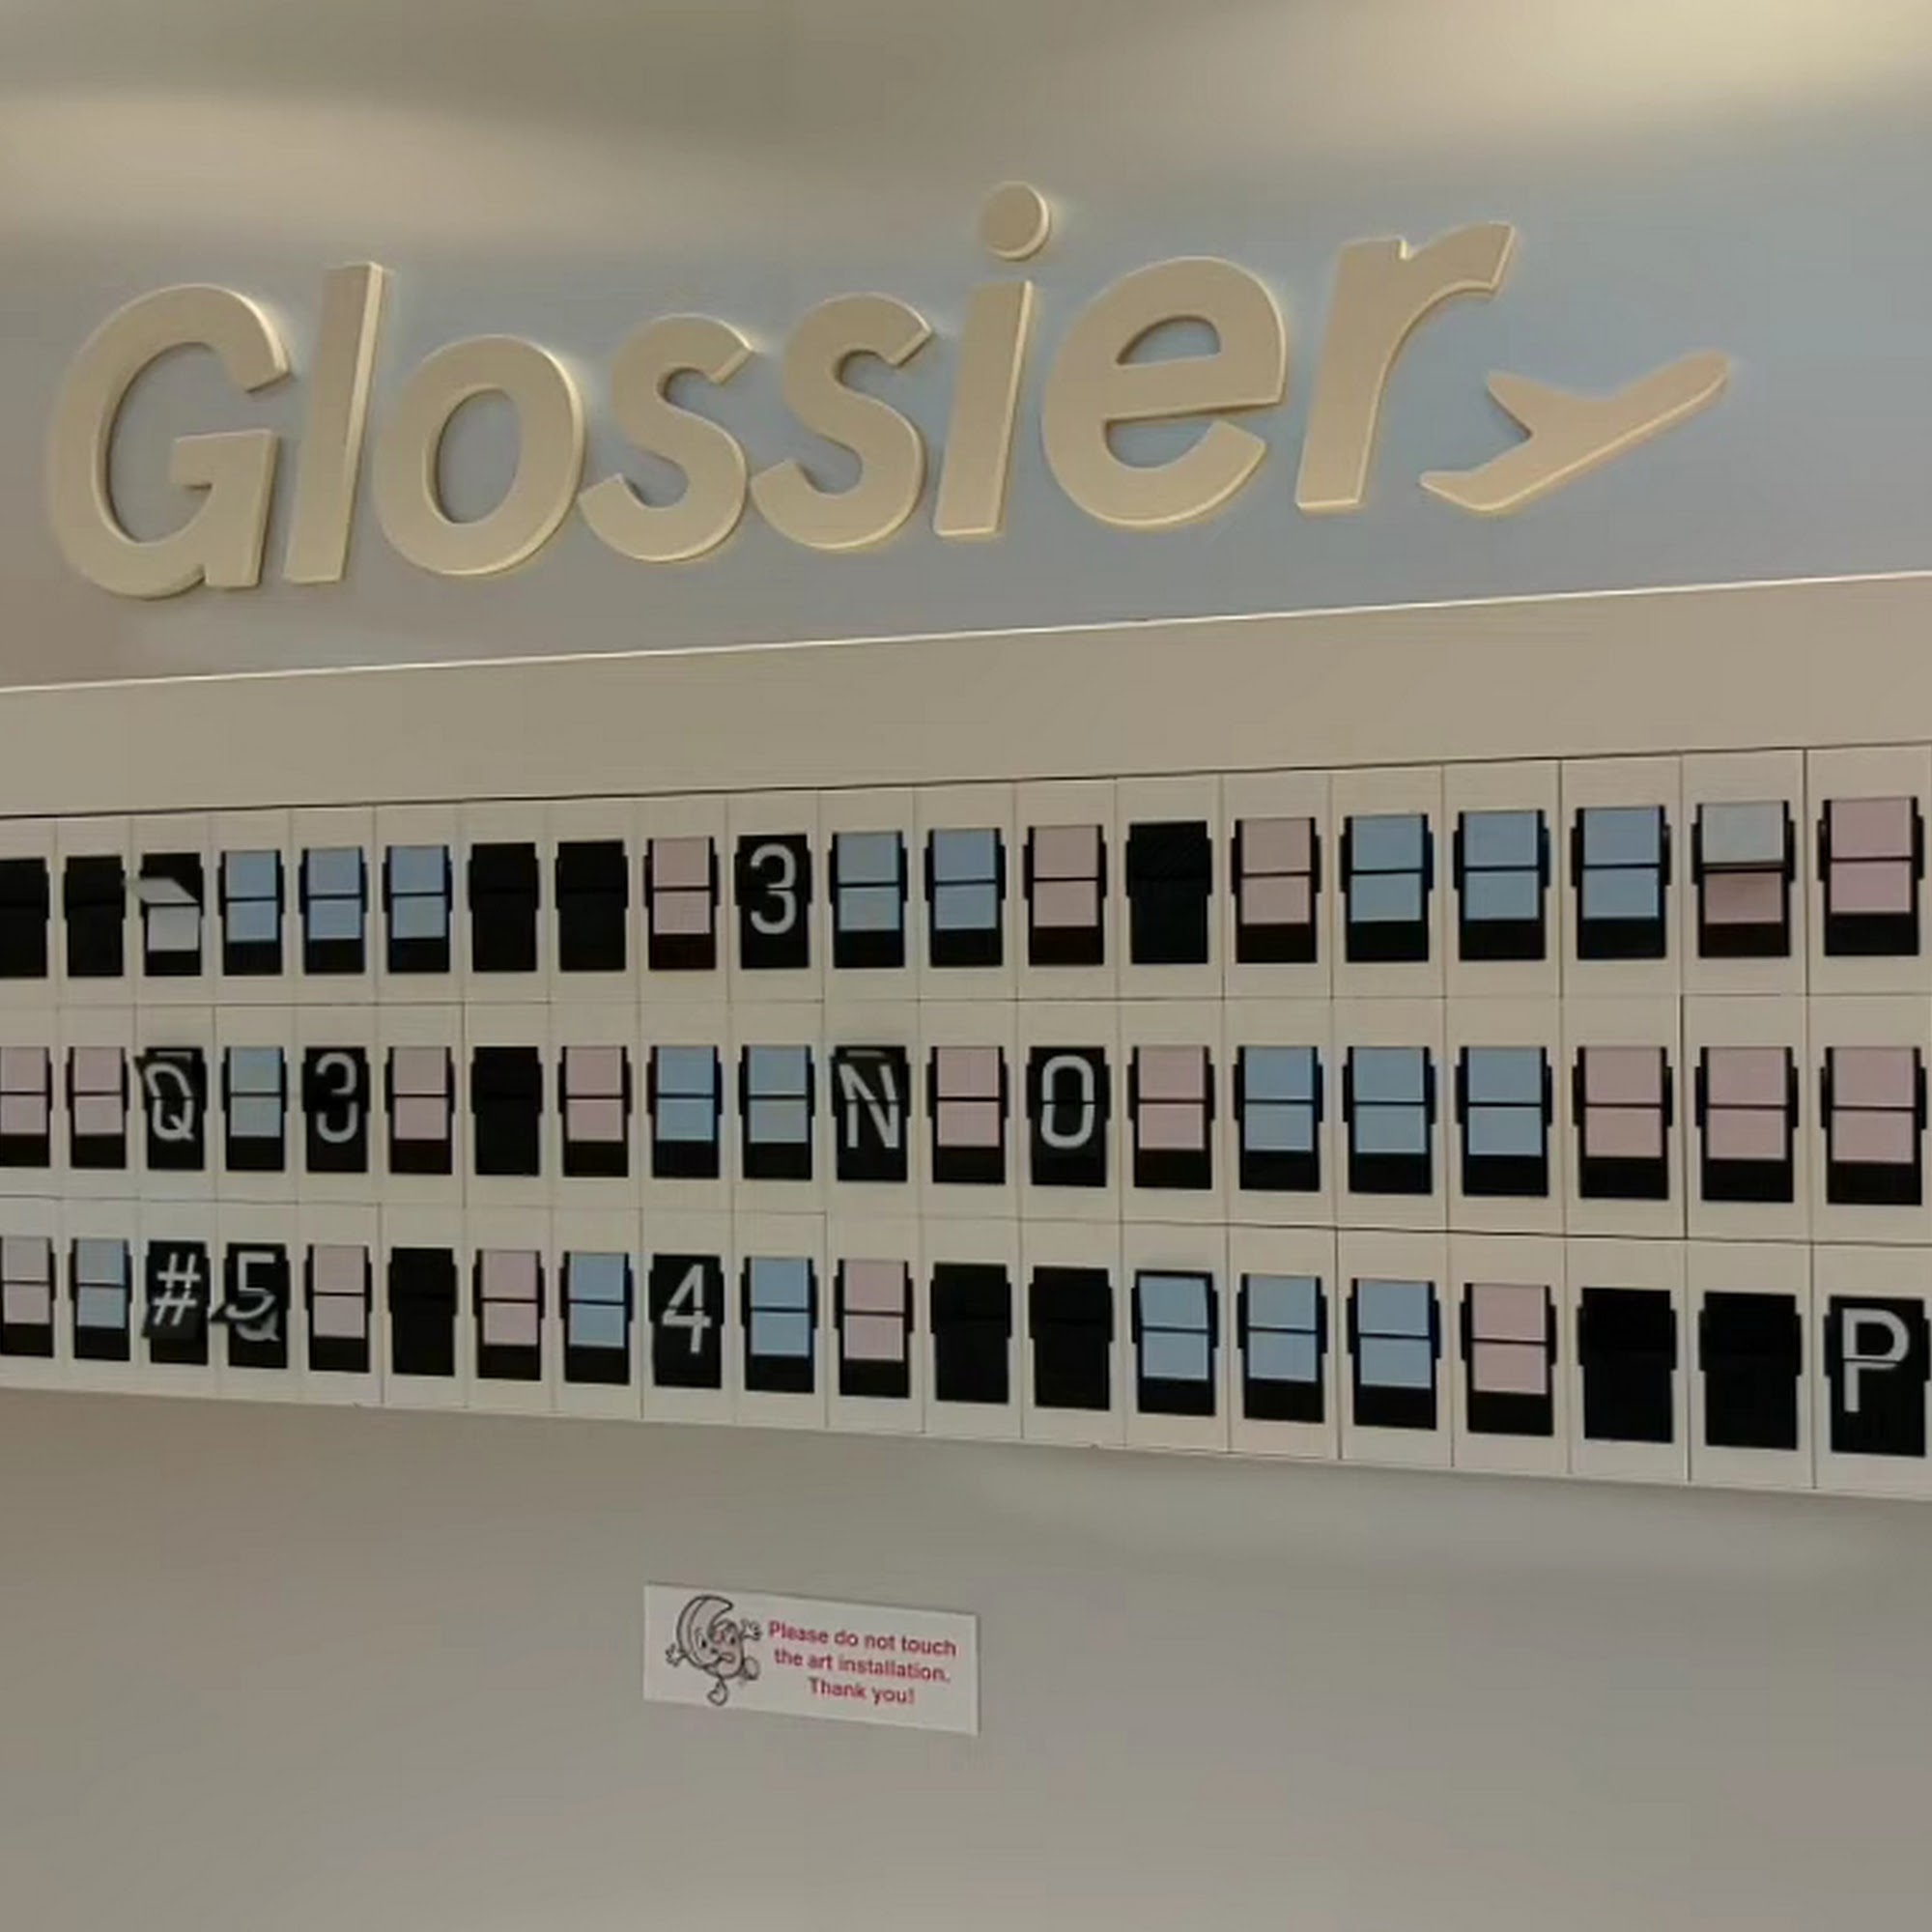 Glossier
3
Q 3 N 0
#5 4 P
Please do not touch
the art installation.
Thank you!